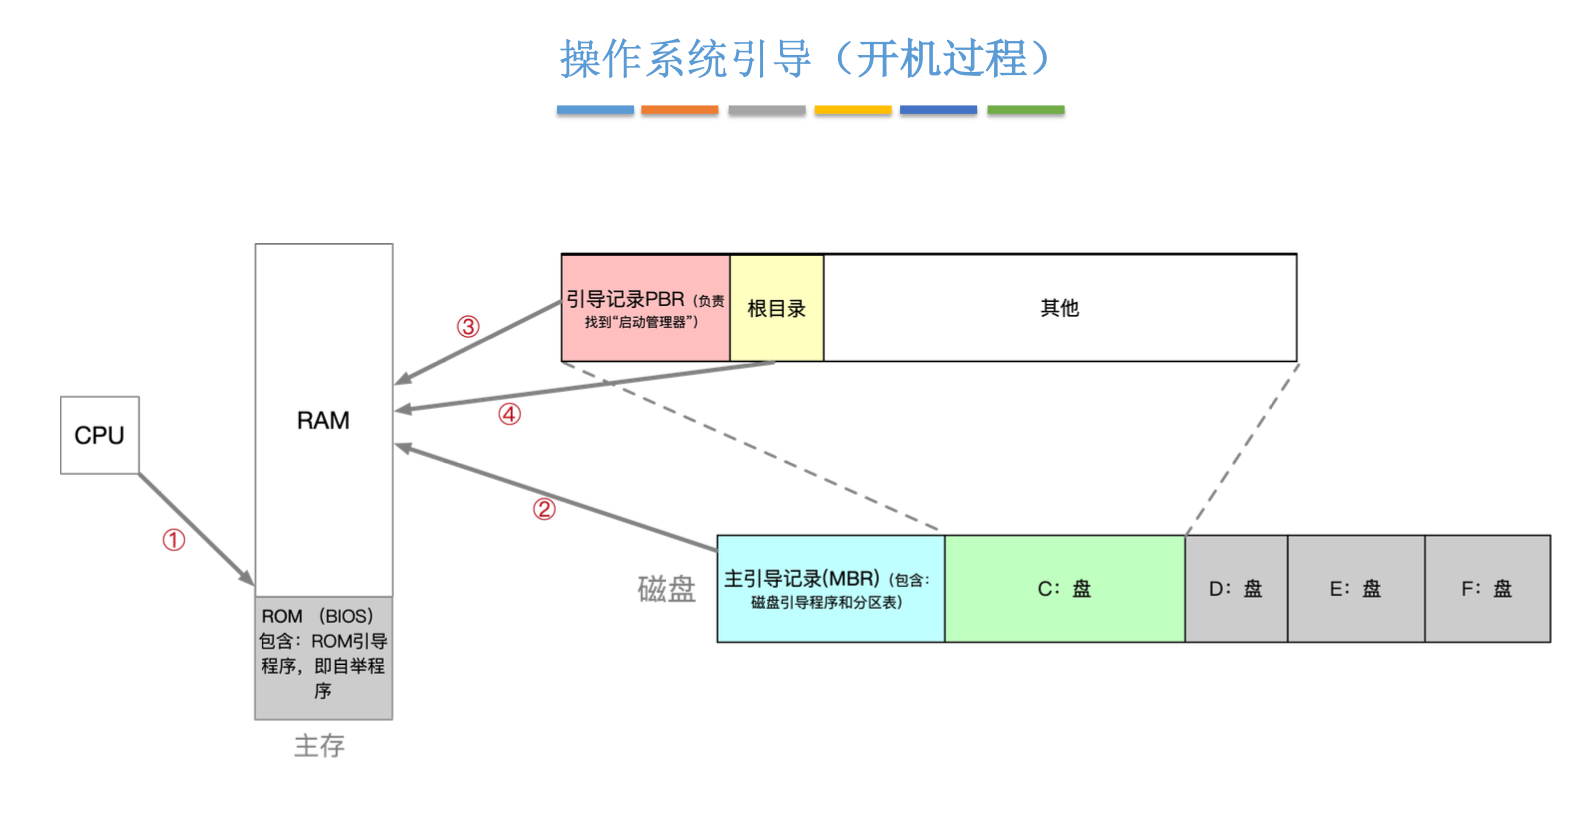 操作系统引导（开机过程）
引导记录PBR（负责
找到“启动管理器”）
根目录
其他
③
④
RAM
CPU
②
①
磁盘
主引导记录(MBR)（包含：
磁盘引导程序和分区表）
C：盘
D：盘
E：盘
F：盘
ROM （BIOS）
包含：ROM引导
程序，即自举程
序
主存